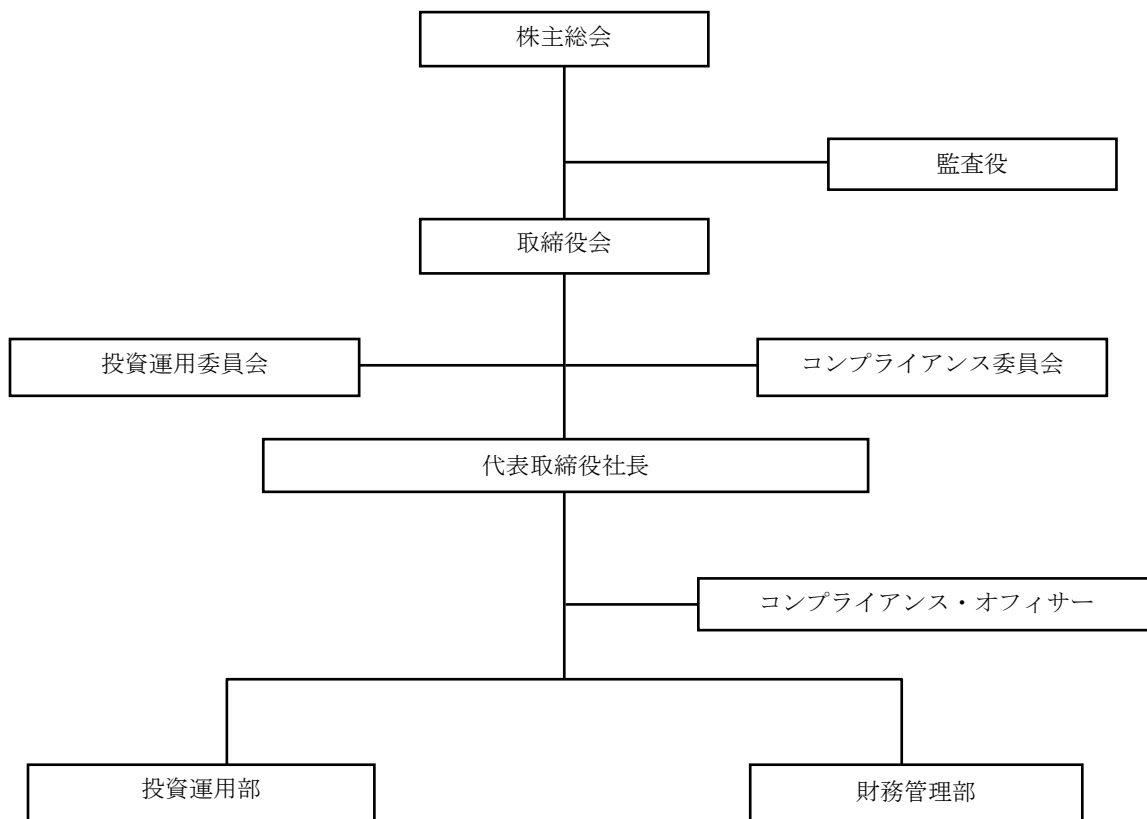 株主総会
監査役
取締役会
投資運用委員会
コンプライアンス委員会
代表取締役社長
コンプライアンス・オフィサー
投資運用部
財務管理部